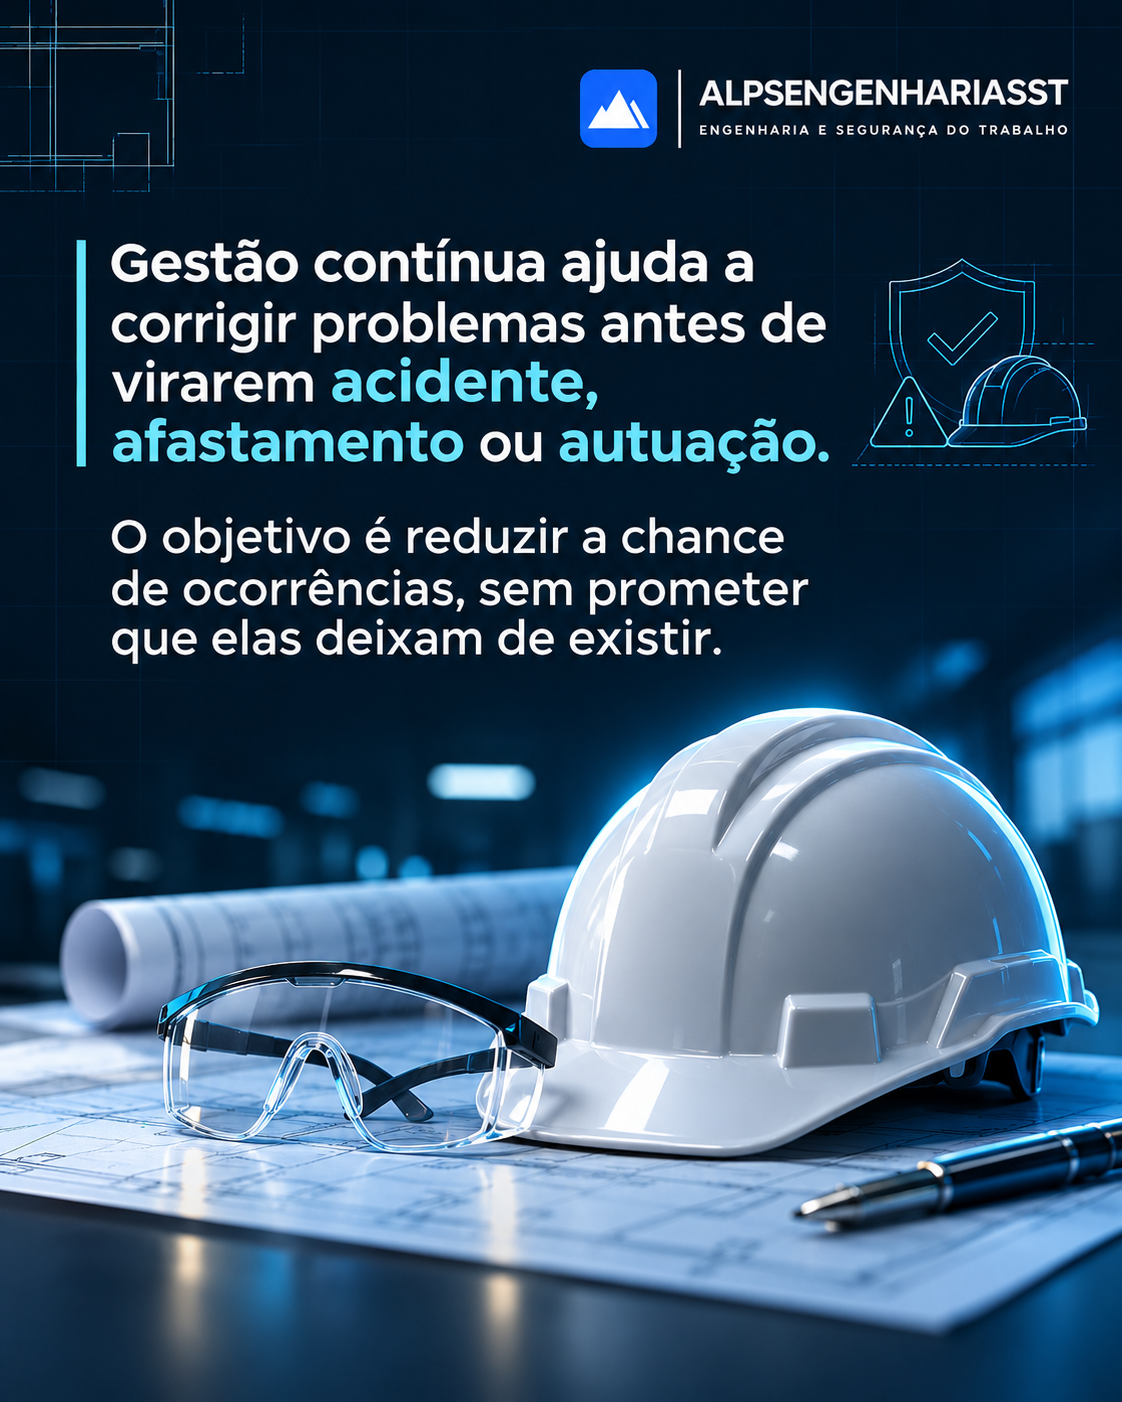 ALPSENGENHARIASST
ENGENHARIA E SEGURANÇA DO TRABALHO
Gestão contínua ajuda a
corrigir problemas antes de
virarem acidente,
afastamento ou autuação.
O objetivo é reduzir a chance
de ocorrências, sem prometer
que elas deixam de existir.